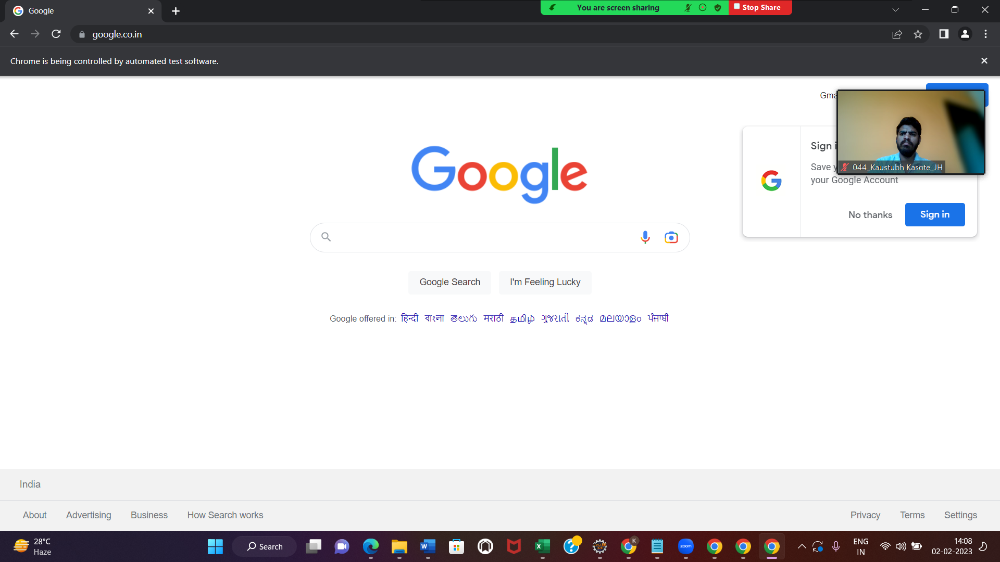 Google
You are screen sharing
Stop Share
google.co.in
Chrome is being controlled by automated test software.
Gma
044_Kaustubh Kasote_JH
Sign i
Save y
your Google Account
No thanks
Sign in
Google
Google Search
I'm Feeling Lucky
Google offered in: हिन्दी বাংলা తెలుగు मराठी தமிழ் ગુજરાતી ಕನ್ನಡ മലയാളം ਪੰਜਾਬੀ
India
About
Advertising
Business
How Search works
Privacy
Terms
Settings
28°C
Haze
Search
zoom
ENG
IN
14:08
02-02-2023